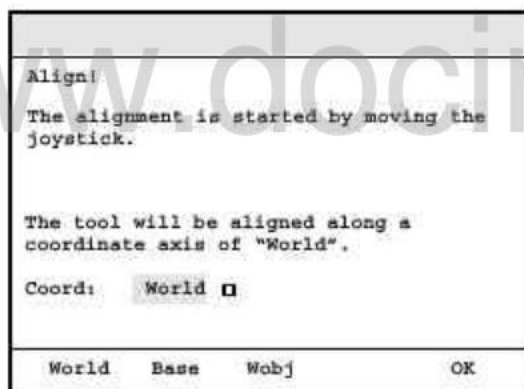 Align!
The alignment is started by moving the
joystick.
The tool will be aligned along a
coordinate axis of "World".
Coord: World
World Base Wobj OK